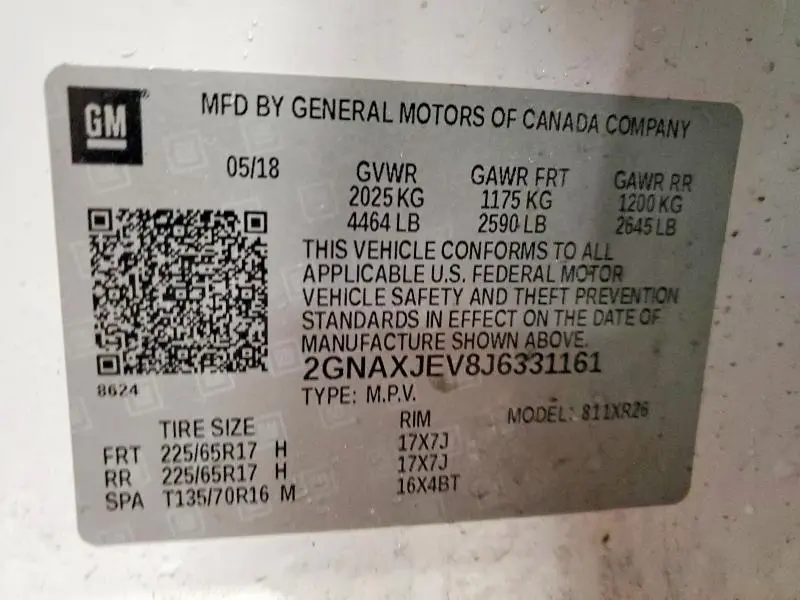 GM
MFD BY GENERAL MOTORS OF CANADA COMPANY
05/18 GVWR GAWR FRT GAWR RR
2025 KG 1175 KG 1200 KG
4464 LB 2590 LB 2645 LB
THIS VEHICLE CONFORMS TO ALL
APPLICABLE U.S. FEDERAL MOTOR
VEHICLE SAFETY AND THEFT PREVENTION
STANDARDS IN EFFECT ON THE DATE OF
MANUFACTURE SHOWN ABOVE.
2GNAXJEV8J6331161
8624
TYPE: M.P.V. MODEL: 811XR26
TIRE SIZE RIM
FRT 225/65R17 H 17X7J
RR 225/65R17 H 17X7J
SPA T135/70R16 M 16X4BT